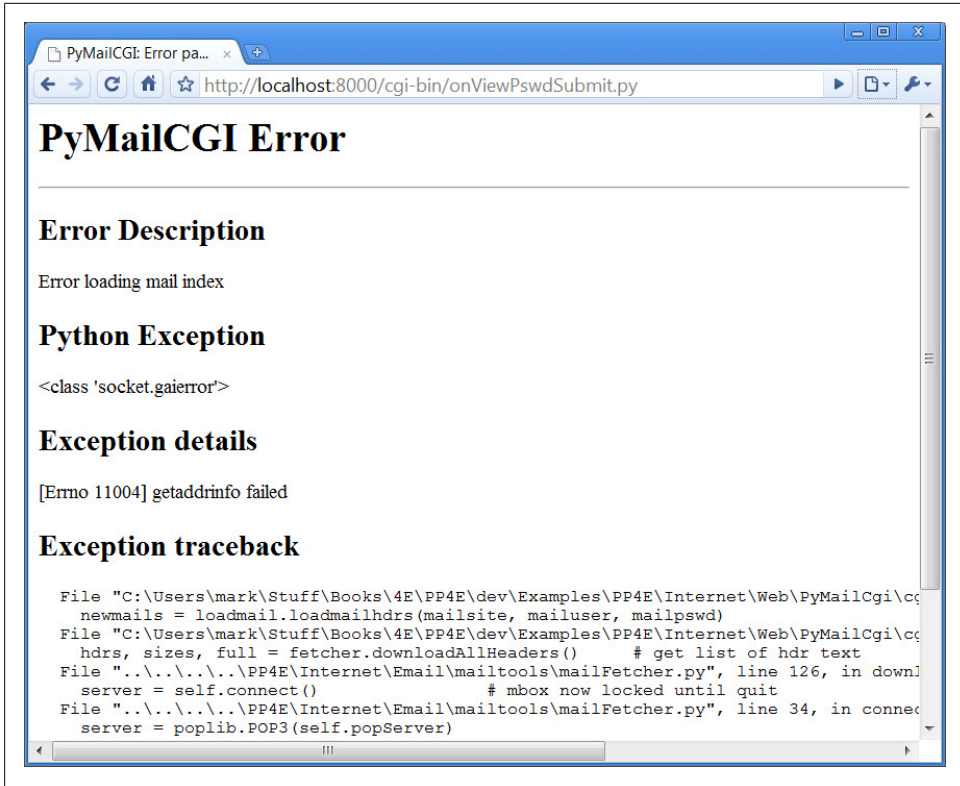 PyMailCGI: Error pa...
http://localhost:8000/cgi-bin/onViewPswdSubmit.py
PyMailCGI Error
Error Description
Error loading mail index
Python Exception
<class 'socket.gaierror'>
Exception details
[Errno 11004] getaddrinfo failed
Exception traceback
File "C:\Users\mark\Stuff\Books\4E\PP4E\dev\Examples\PP4E\Internet\Web\PyMailCgi\cg
newmails = loadmail.loadmailhdrs(mailsite, mailuser, mailpswd)
File "C:\Users\mark\Stuff\Books\4E\PP4E\dev\Examples\PP4E\Internet\Web\PyMailCgi\cg
hdrs, sizes, full = fetcher.downloadAllHeaders() # get list of hdr text
File "..\..\..\..\PP4E\Internet\Email\mailtools\mailFetcher.py", line 126, in downl
server = self.connect() # mbox now locked until quit
File "..\..\..\..\PP4E\Internet\Email\mailtools\mailFetcher.py", line 34, in connec
server = poplib.POP3(self.popServer)